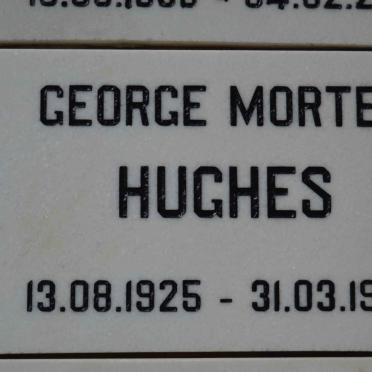 GEORGE MORTE
HUGHES
13.08.1925 - 31.03.19